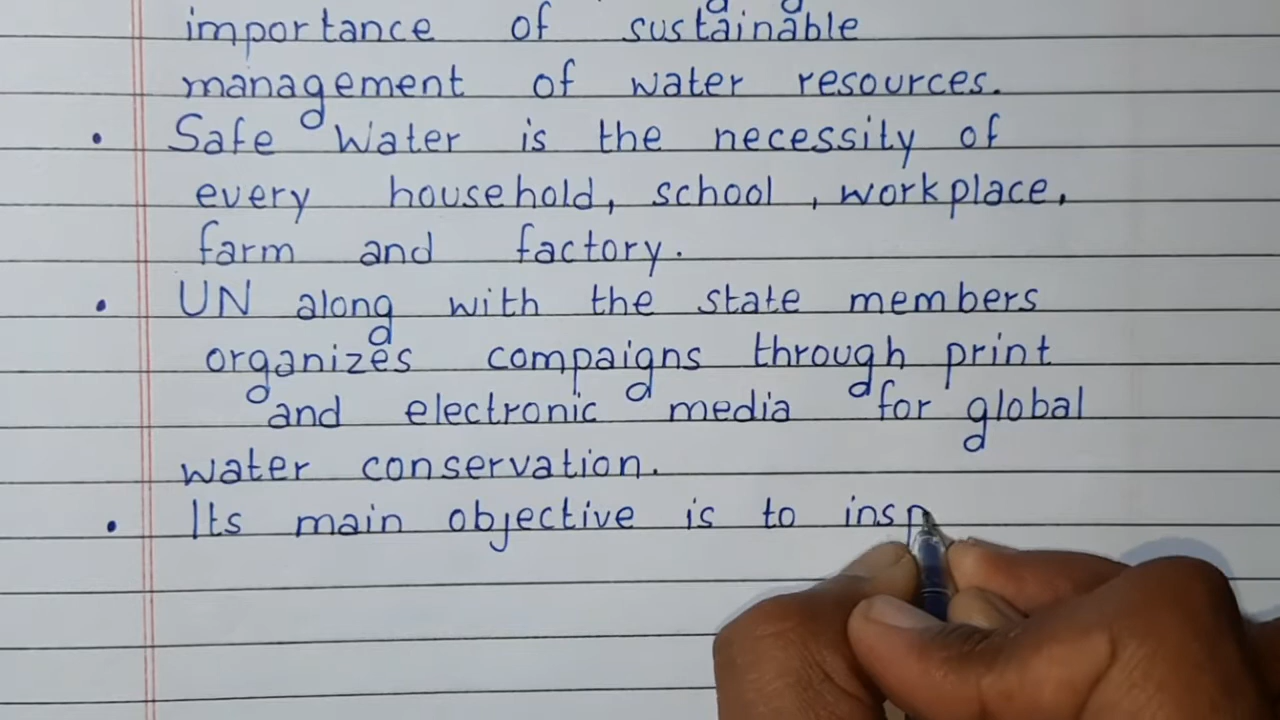 importance of sustainable
management of water resources.
• Safe Water is the necessity of
every household, school, workplace,
farm and factory.
• UN along with the state members
organizes compaigns through print
and electronic media for global
water conservation.
• Its main objective is to insp